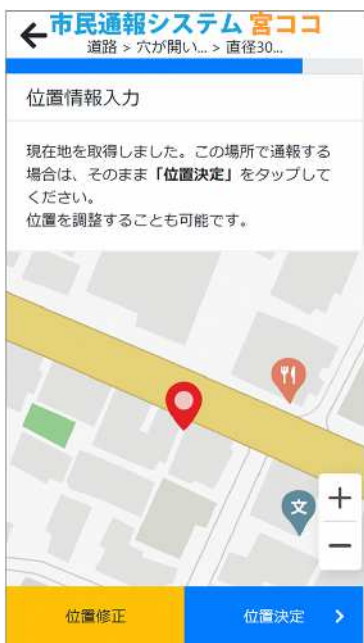 市民通報システム 宮ココ
道路 > 穴が開い... > 直径30...
位置情報入力
現在地を取得しました。この場所で通報する
場合は、そのまま「位置決定」をタップして
ください。
位置を調整することも可能です。
文
+
−
位置修正
位置決定 >